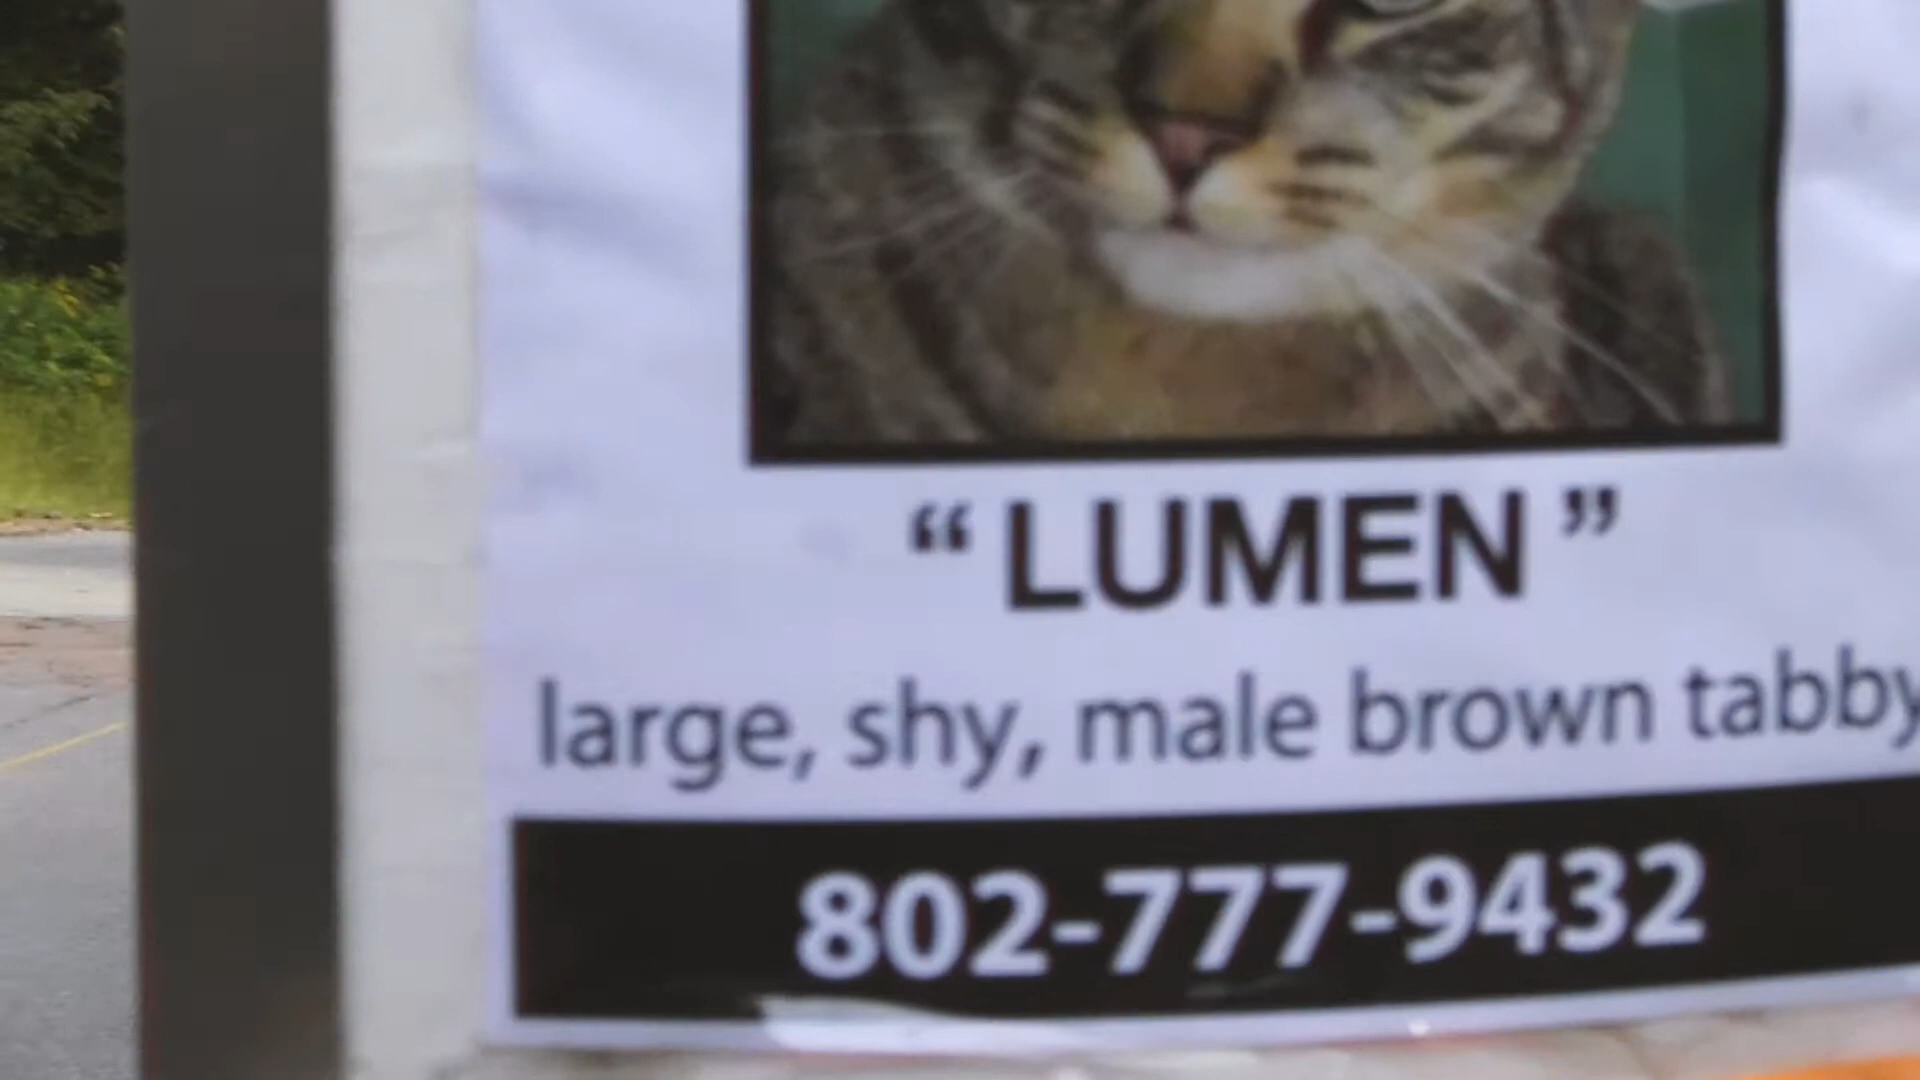 “ LUMEN ”
large, shy, male brown tabby
802-777-9432